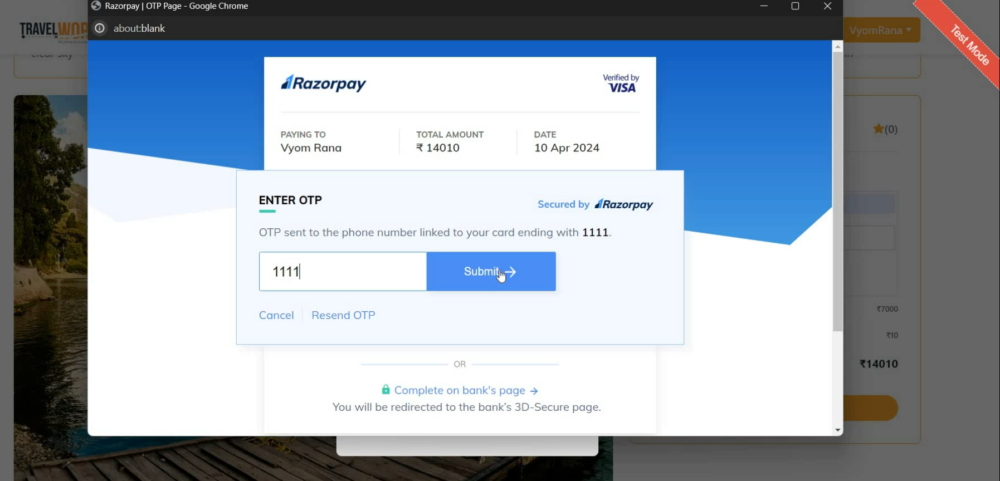 Razorpay | OTP Page - Google Chrome
about:blank
TRAVEL
VyomRana
Test Mode
clear sky
Razorpay
Verified by
VISA
PAYING TO
Vyom Rana
TOTAL AMOUNT
₹ 14010
DATE
10 Apr 2024
(0)
ENTER OTP
Secured by Razorpay
OTP sent to the phone number linked to your card ending with 1111.
1111
Submit
Cancel
Resend OTP
₹7000
₹10
₹14010
OR
Complete on bank's page
You will be redirected to the bank’s 3D-Secure page.